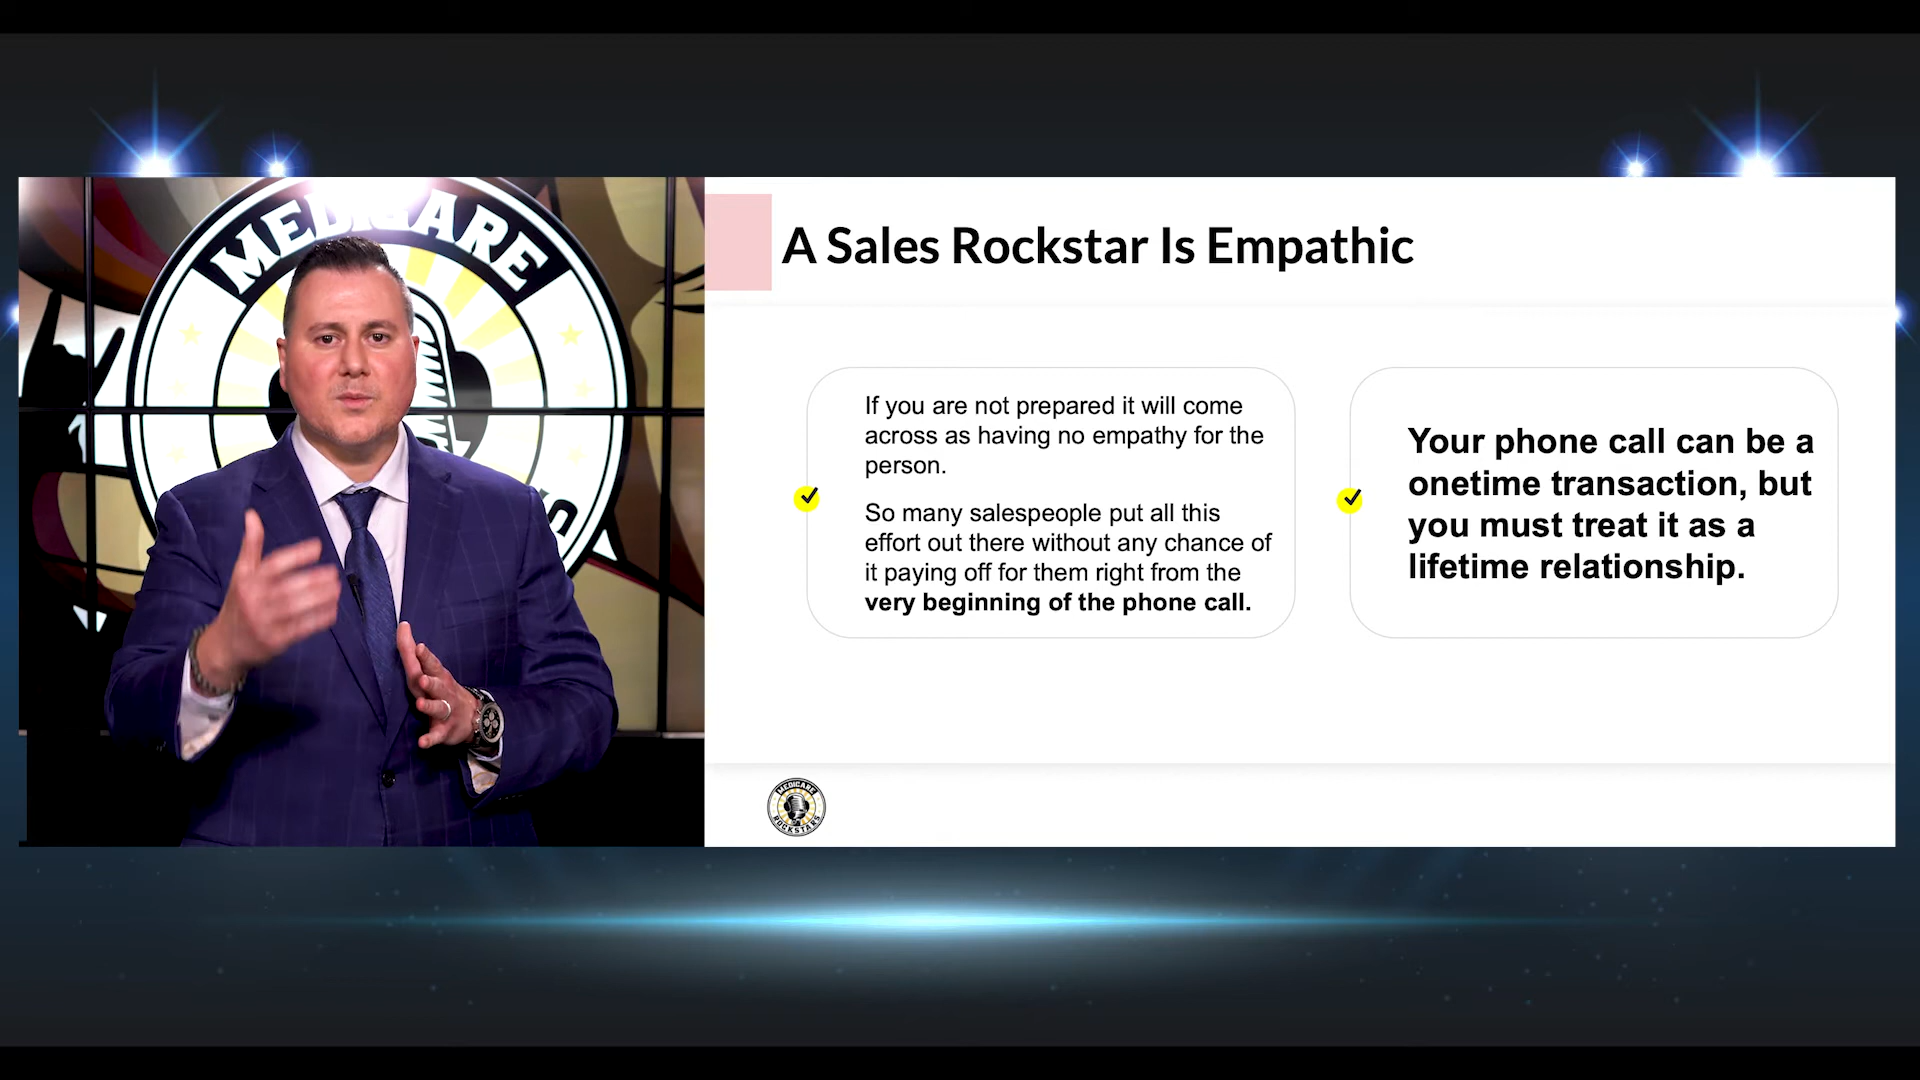 MEDICARE
A Sales Rockstar Is Empathic
If you are not prepared it will come
across as having no empathy for the
person.
So many salespeople put all this
effort out there without any chance of
it paying off for them right from the
very beginning of the phone call.
Your phone call can be a
onetime transaction, but
you must treat it as a
lifetime relationship.
MEDICARE
ROCKSTARS